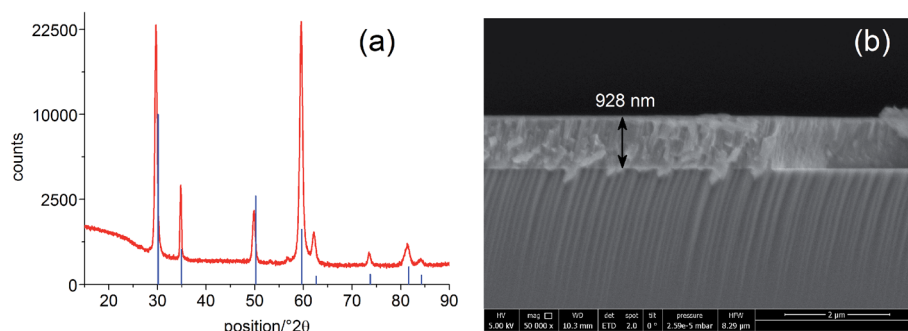 (a)
22500
10000
2500
0
counts
20 30 40 50 60 70 80 90
position/°2θ
(b)
928 nm
HV mag □ WD det spot tilt pressure HFW
5.00 kV 50 000 x 10.3 mm ETD 2.0 0 ° 2.59e-5 mbar 8.29 µm
2 µm